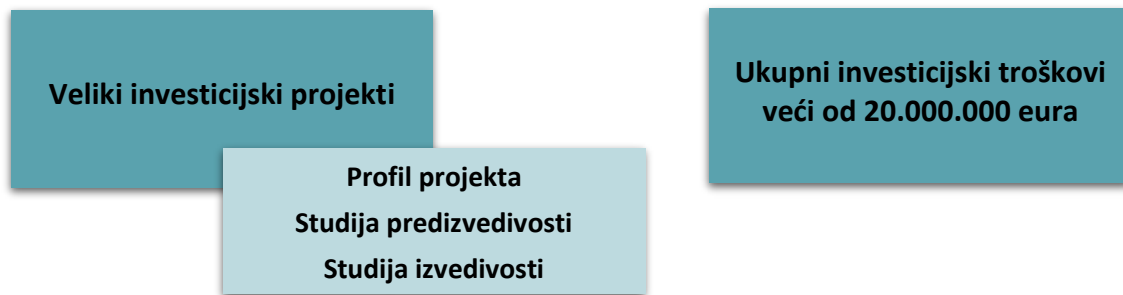 Veliki investicijski projekti
Profil projekta
Studija predizvedivosti
Studija izvedivosti
Ukupni investicijski troškovi
veći od 20.000.000 eura